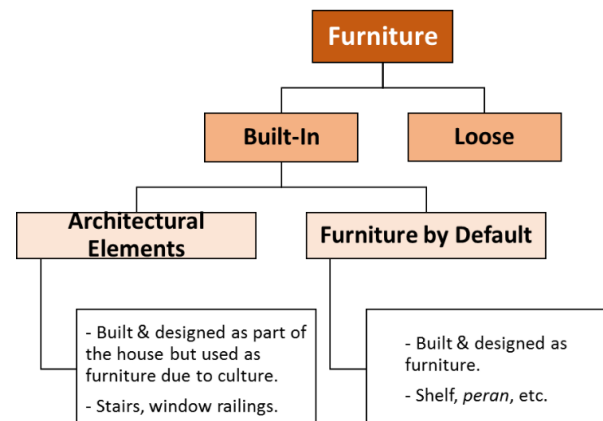 Furniture
Built-In
Loose
Architectural
Elements
Furniture by Default
- Built & designed as part of
the house but used as
furniture due to culture.
- Stairs, window railings.
- Built & designed as
furniture.
- Shelf, peran, etc.